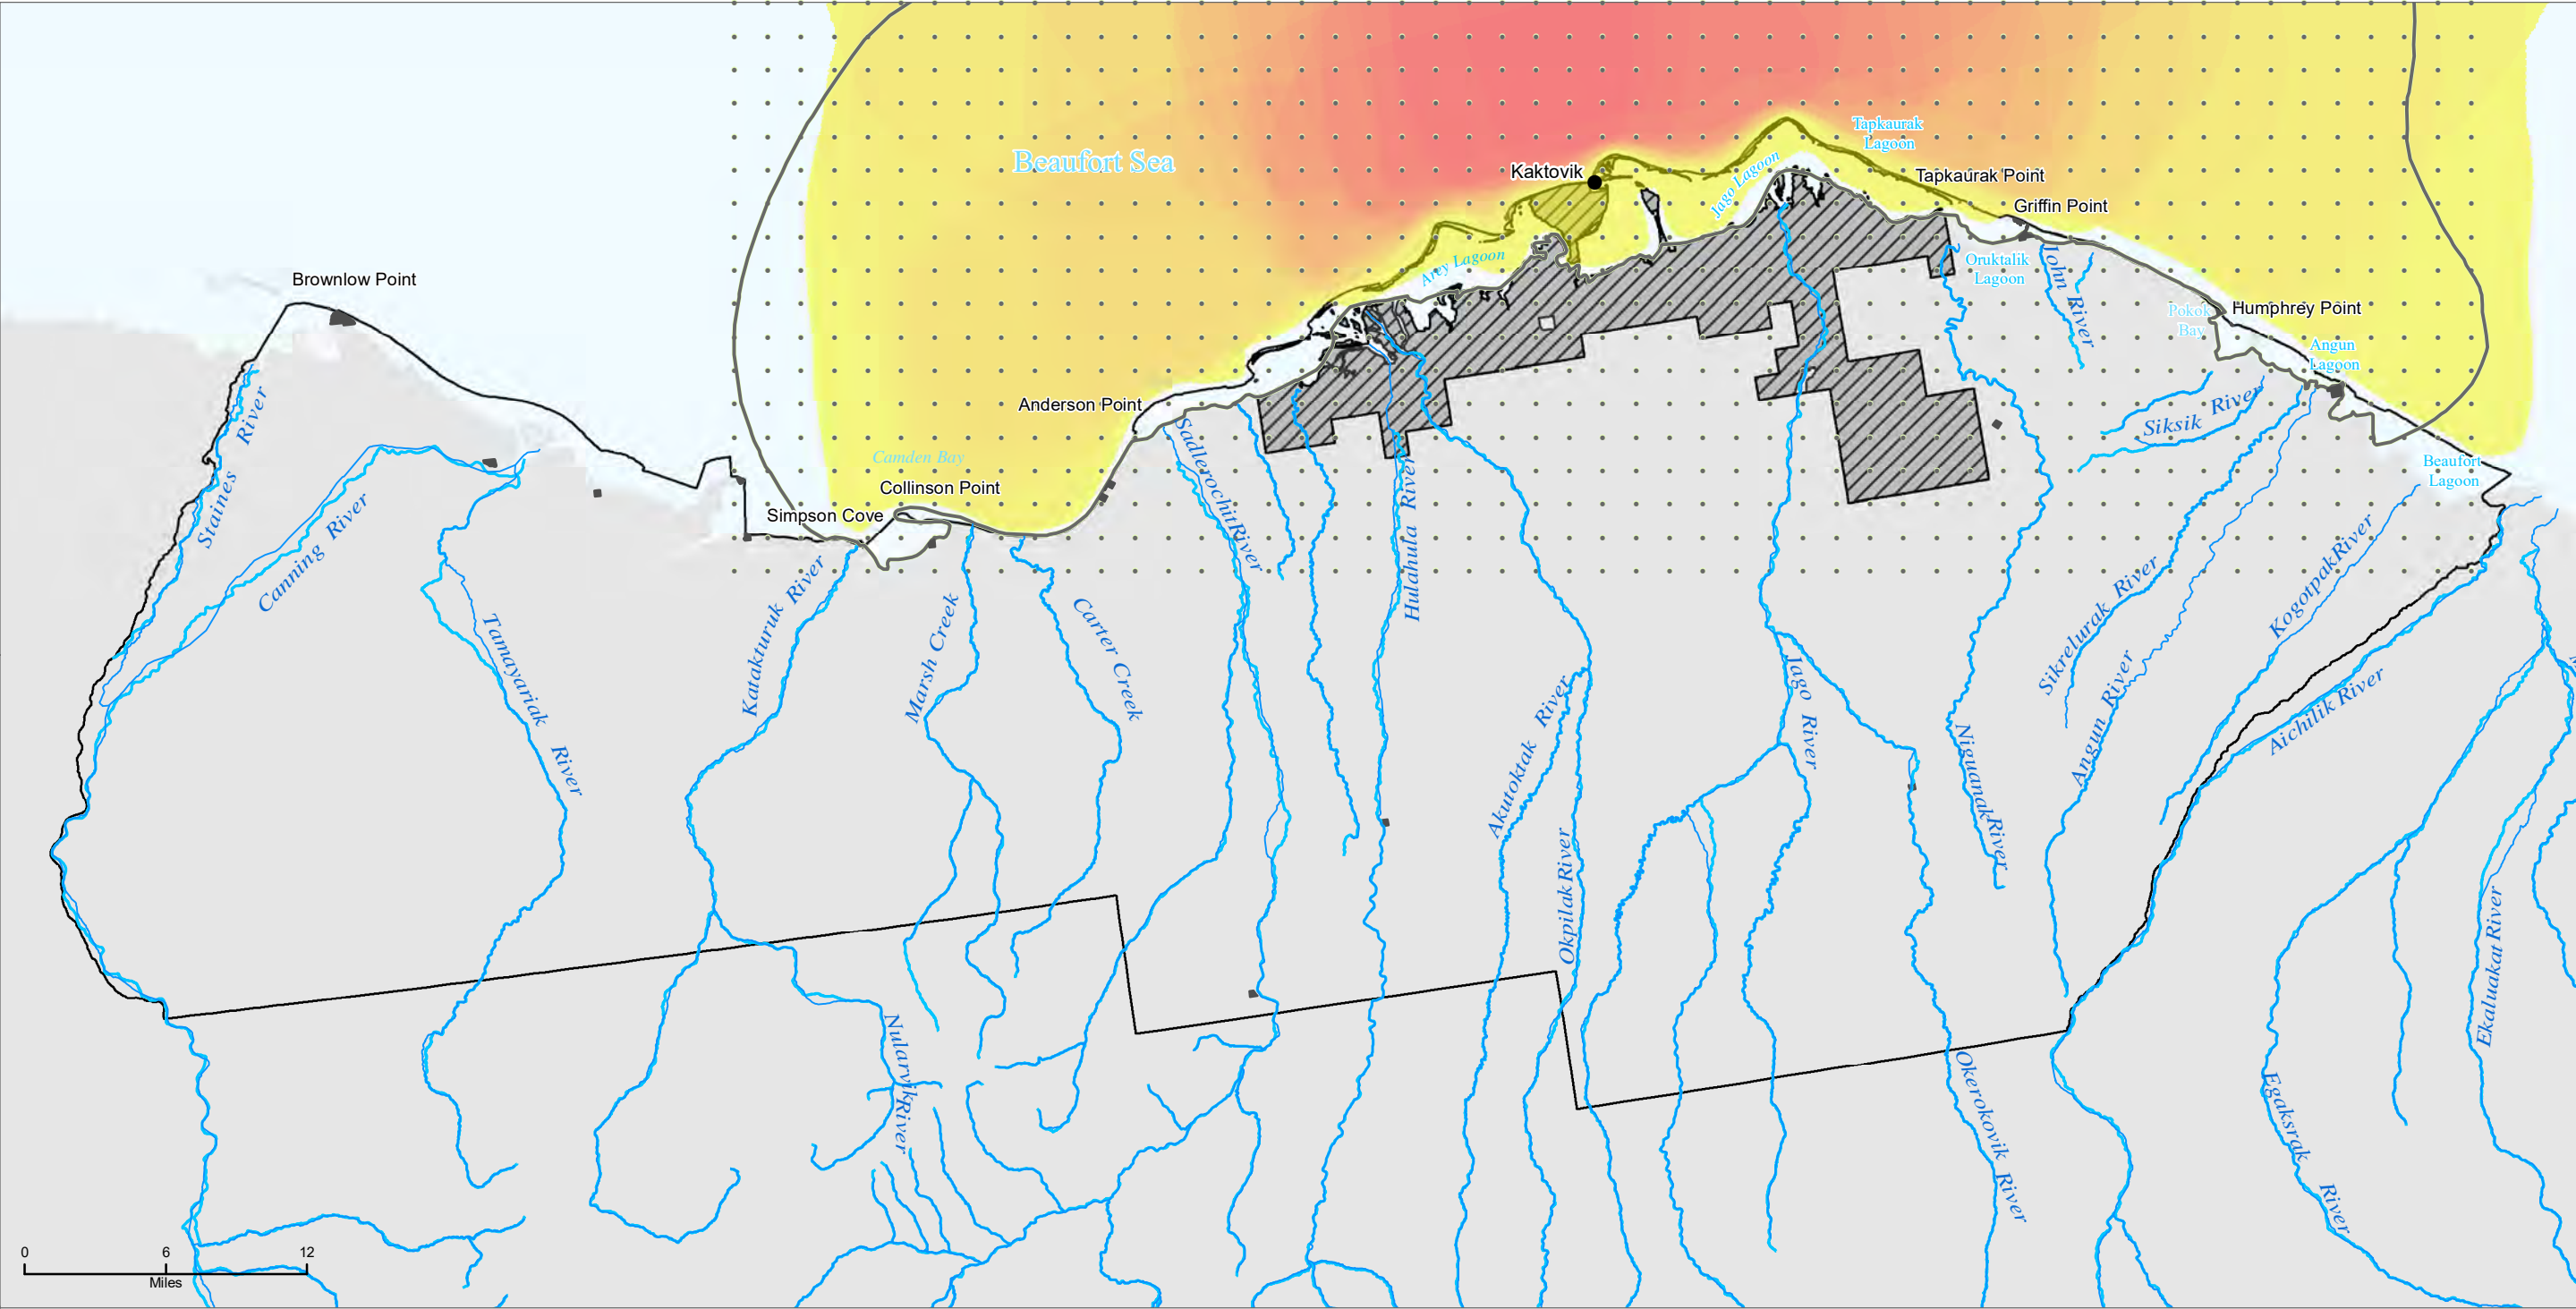 Beaufort Sea
Tapkaurak
Lagoon
Kaktovik
Jago Lagoon
Tapkaurak Point
Griffin Point
Arey Lagoon
Oruktalik
Lagoon
John River
Brownlow Point
Pokok
Bay
Humphrey Point
Angun
Lagoon
Anderson Point
Staines River
Siksik River
Camden Bay
Collinson Point
Simpson Cove
Sadlerochit River
Hulahula River
Beaufort
Lagoon
Canning River
Tamayariak River
Katakturuk River
Marsh Creek
Carter Creek
Sikrelurak River
Kogotpak River
Angun River
Aichilik River
Akutoktak River
Jago River
Niguanak River
Okpilak River
Ekaluakat River
Nularvik River
Okerokovik River
Egaksrak River
0 6 12
Miles